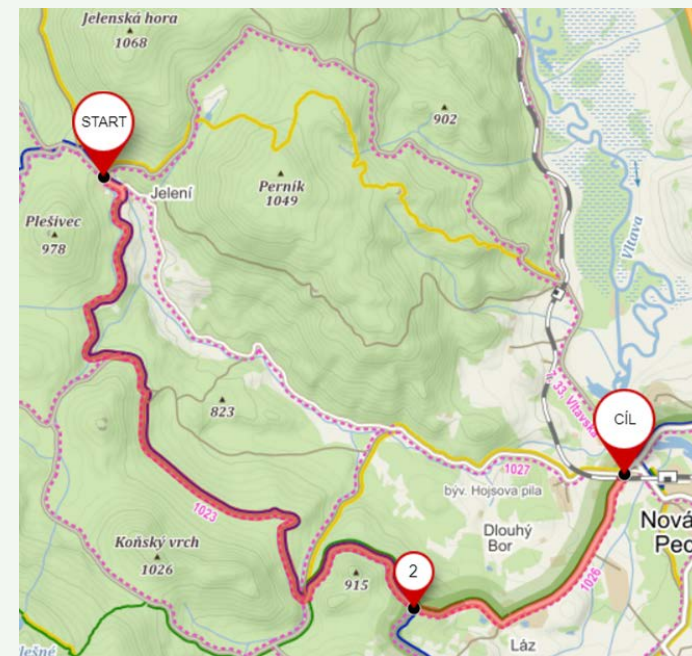 Jelenská hora
1068
START
902
Jelení
Perník
1049
Plešivec
978
Vltava
č. 33, Vltavská
823
CÍL
1027
býv. Hojsova pila
1023
Nová
Pec
Dlouhý
Bor
Koňský vrch
1026
2
915
1026
Láz